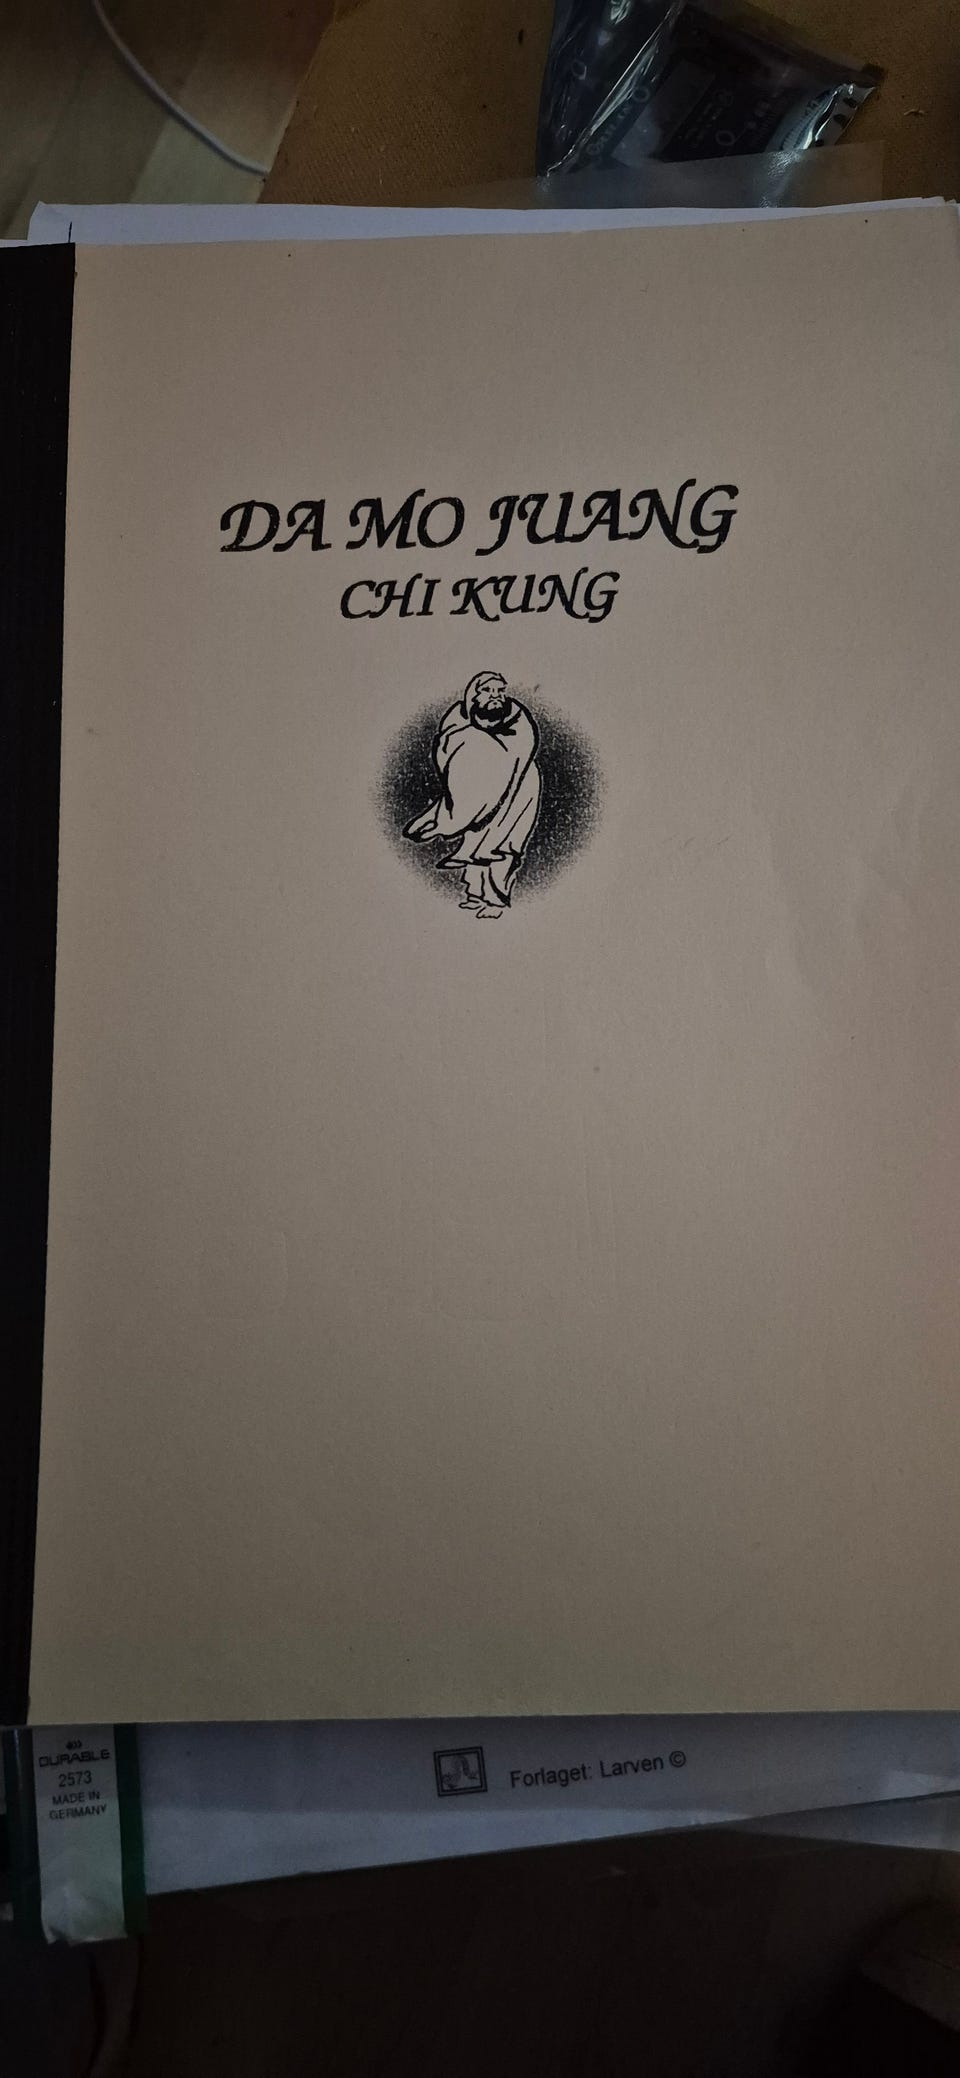 DA MO JUANG
CHI KUNG
DURABLE
2573
MADE IN
GERMANY
Forlaget: Larven ©